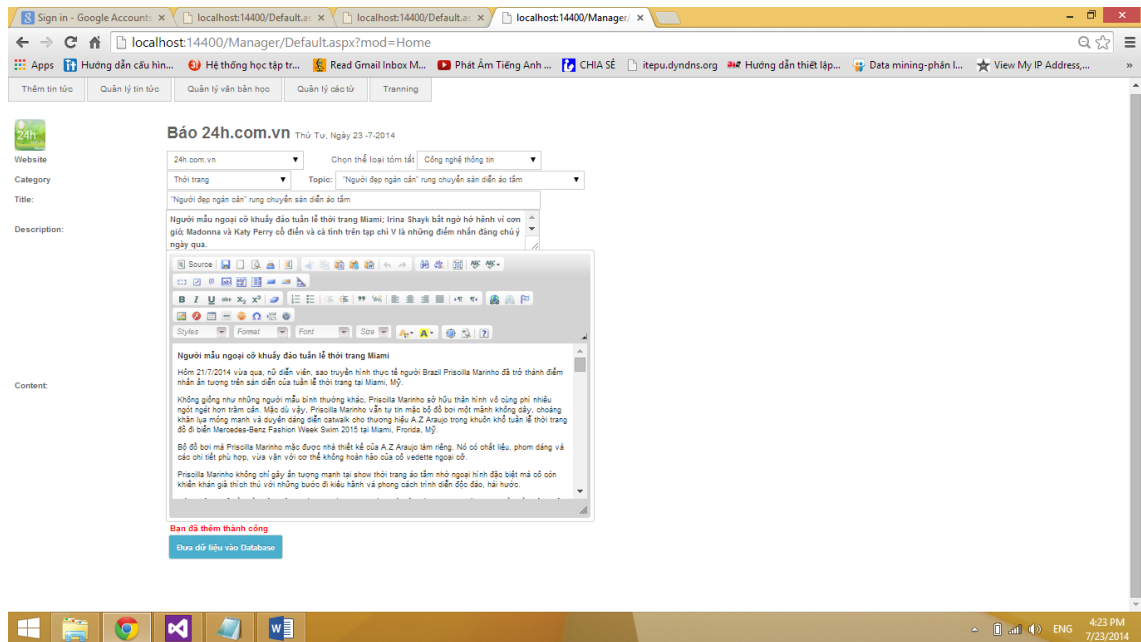 Sign in - Google Accounts
localhost:14400/Default.as
localhost:14400/Default.as
localhost:14400/Manager/
localhost:14400/Manager/Default.aspx?mod=Home
Apps Hướng dẫn cấu hìn... Hệ thống học tập tr... Read Gmail Inbox M... Phát Âm Tiếng Anh ... CHIA SẺ itepu.dyndns.org Hướng dẫn thiết lập... Data mining-phân l... View My IP Address,... »
Thêm tin tức Quản lý tin tức Quản lý văn bản học Quản lý các từ Tranning
24h
Báo 24h.com.vn Thứ Tư, Ngày 23 -7-2014
Website 24h.com.vn Chọn thể loại tóm tắt Công nghệ thông tin
Category Thời trang Topic: "Người đẹp ngàn cân" rung chuyển sàn diễn áo tắm
Title: "Người đẹp ngàn cân" rung chuyển sàn diễn áo tắm
Description:
Người mẫu ngoại cỡ khuấy đảo tuần lễ thời trang Miami; Irina Shayk bất ngờ hớ hênh vì cơn
gió; Madonna và Katy Perry cổ điển và cá tính trên tạp chí V là những điểm nhấn đáng chú ý
ngày qua.
Source
B I U abc X₂ X²
Styles Format Font Size
Content:
Người mẫu ngoại cỡ khuấy đảo tuần lễ thời trang Miami
Hôm 21/7/2014 vừa qua, nữ diễn viên, sao truyền hình thực tế người Brazil Priscilla Marinho đã trở thành điểm
nhấn ấn tượng trên sàn diễn của tuần lễ thời trang tại Miami, Mỹ.
Không giống như những người mẫu bình thường khác, Priscilla Marinho sở hữu thân hình vô cùng phì nhiêu
ngót nghét hơn trăm cân. Mặc dù vậy, Priscilla Marinho vẫn tự tin mặc bộ đồ bơi một mảnh không dây, choàng
khăn lụa mỏng manh và duyên dáng diễn catwalk cho thương hiệu A.Z Araujo trong khuôn khổ tuần lễ thời trang
đồ đi biển Mercedes-Benz Fashion Week Swim 2015 tại Miami, Frorida, Mỹ.
Bộ đồ bơi mà Priscilla Marinho mặc được nhà thiết kế của A.Z Araujo làm riêng. Nó có chất liệu, phom dáng và
các chi tiết phù hợp, vừa vặn với cơ thể không hoàn hảo của cô vedette ngoại cỡ.
Priscilla Marinho không chỉ gây ấn tượng mạnh tại show thời trang áo tắm nhờ ngoại hình đặc biệt mà cô còn
khiến khán giả thích thú với những bước đi kiêu hãnh và phong cách trình diễn độc đáo, hài hước.
Bạn đã thêm thành công
Đưa dữ liệu vào Database
ENG
4:23 PM
7/23/2014